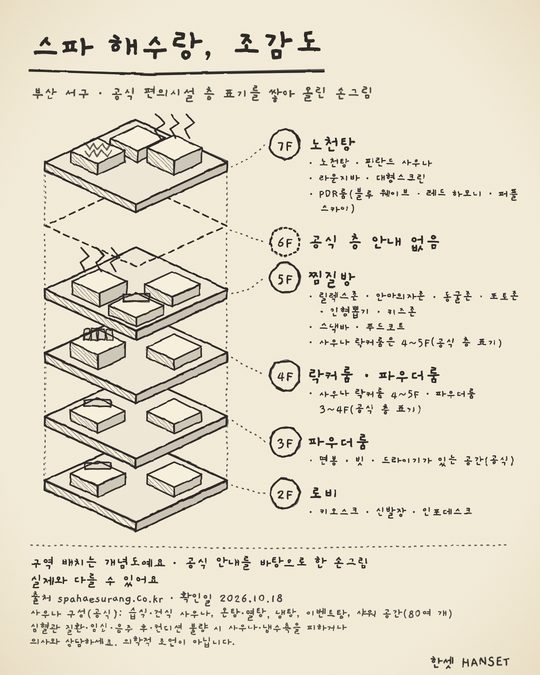 스파 해수랑, 조감도
부산 서구 · 공식 편의시설 층 표기를 쌓아 올린 손그림
7F 노천탕
· 노천탕 · 핀란드 사우나
· 라운지바 · 대형스크린
· PDR룸(블루 웨이브 · 레드 하모니 · 퍼플
스카이)
6F 공식 층 안내 없음
5F 찜질방
· 릴렉스존 · 안마의자존 · 동굴존 · 포토존
· 인형뽑기 · 키즈존
· 스낵바 · 푸드코트
· 사우나 락커룸은 4~5F(공식 층 표기)
4F 락커룸 · 파우더룸
· 사우나 락커룸 4~5F · 파우더룸
3~4F(공식 층 표기)
3F 파우더룸
· 면봉 · 빗 · 드라이기가 있는 공간(공식)
2F 로비
· 키오스크 · 신발장 · 인포데스크
구역 배치는 개념도예요 · 공식 안내를 바탕으로 한 손그림
실제와 다를 수 있어요
출처 spahaesurang.co.kr · 확인일 2026.10.18
사우나 구성(공식): 습식·건식 사우나, 온탕·열탕, 냉탕, 이벤트탕, 샤워 공간(80여 개)
심혈관 질환·임신·음주 후·컨디션 불량 시 사우나·냉수욕을 피하거나
의사와 상담하세요. 의학적 조언이 아닙니다.
한셋 HANSET